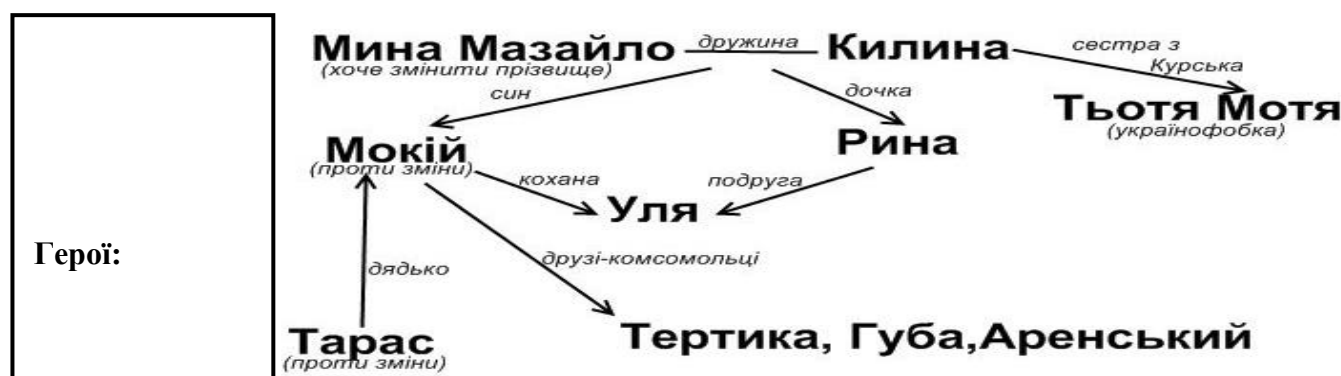 Мина Мазайло дружина Килина сестра з
(хоче змінити прізвище) Курська
син дочка Тьотя Мотя
(українофобка)
Мокій Рина
(проти зміни) кохана подруга
Уля
Герої:
дядько друзі-комсомольці
Тарас Тертика, Губа,Аренський
(проти зміни)